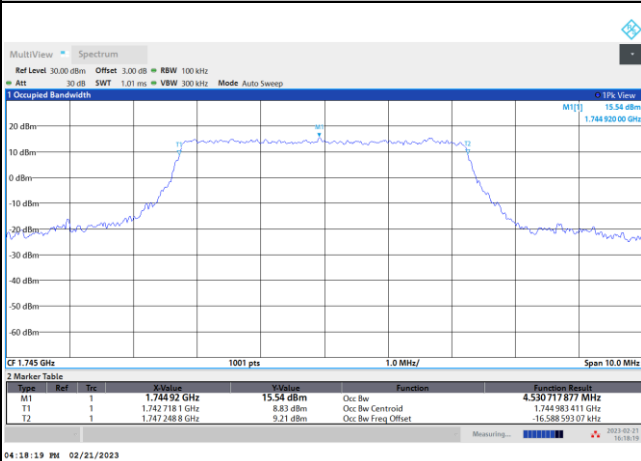 MultiView Spectrum
Ref Level 30.00 dBm Offset 3.00 dB RBW 100 kHz
Att 30 dB SWT 1.01 ms VBW 300 kHz Mode Auto Sweep
1 Occupied Bandwidth 1Pk View
M1[1] 15.54 dBm
1.744 920 00 GHz
20 dBm
M1
T1
T2
10 dBm
0 dBm
-10 dBm
-20 dBm
-30 dBm
-40 dBm
-50 dBm
-60 dBm
CF 1.745 GHz 1001 pts 1.0 MHz/ Span 10.0 MHz
2 Marker Table
Type Ref Trc X-Value Y-Value Function Function Result
M1 1 1.744 92 GHz 15.54 dBm Occ Bw 4.530 717 877 MHz
T1 1 1.742 718 1 GHz 8.83 dBm Occ Bw Centroid 1.744 983 411 GHz
T2 1 1.747 248 8 GHz 9.21 dBm Occ Bw Freq Offset -16.588 593 07 kHz
Measuring... 2023-02-21
16:18:19
04:18:19 PM 02/21/2023